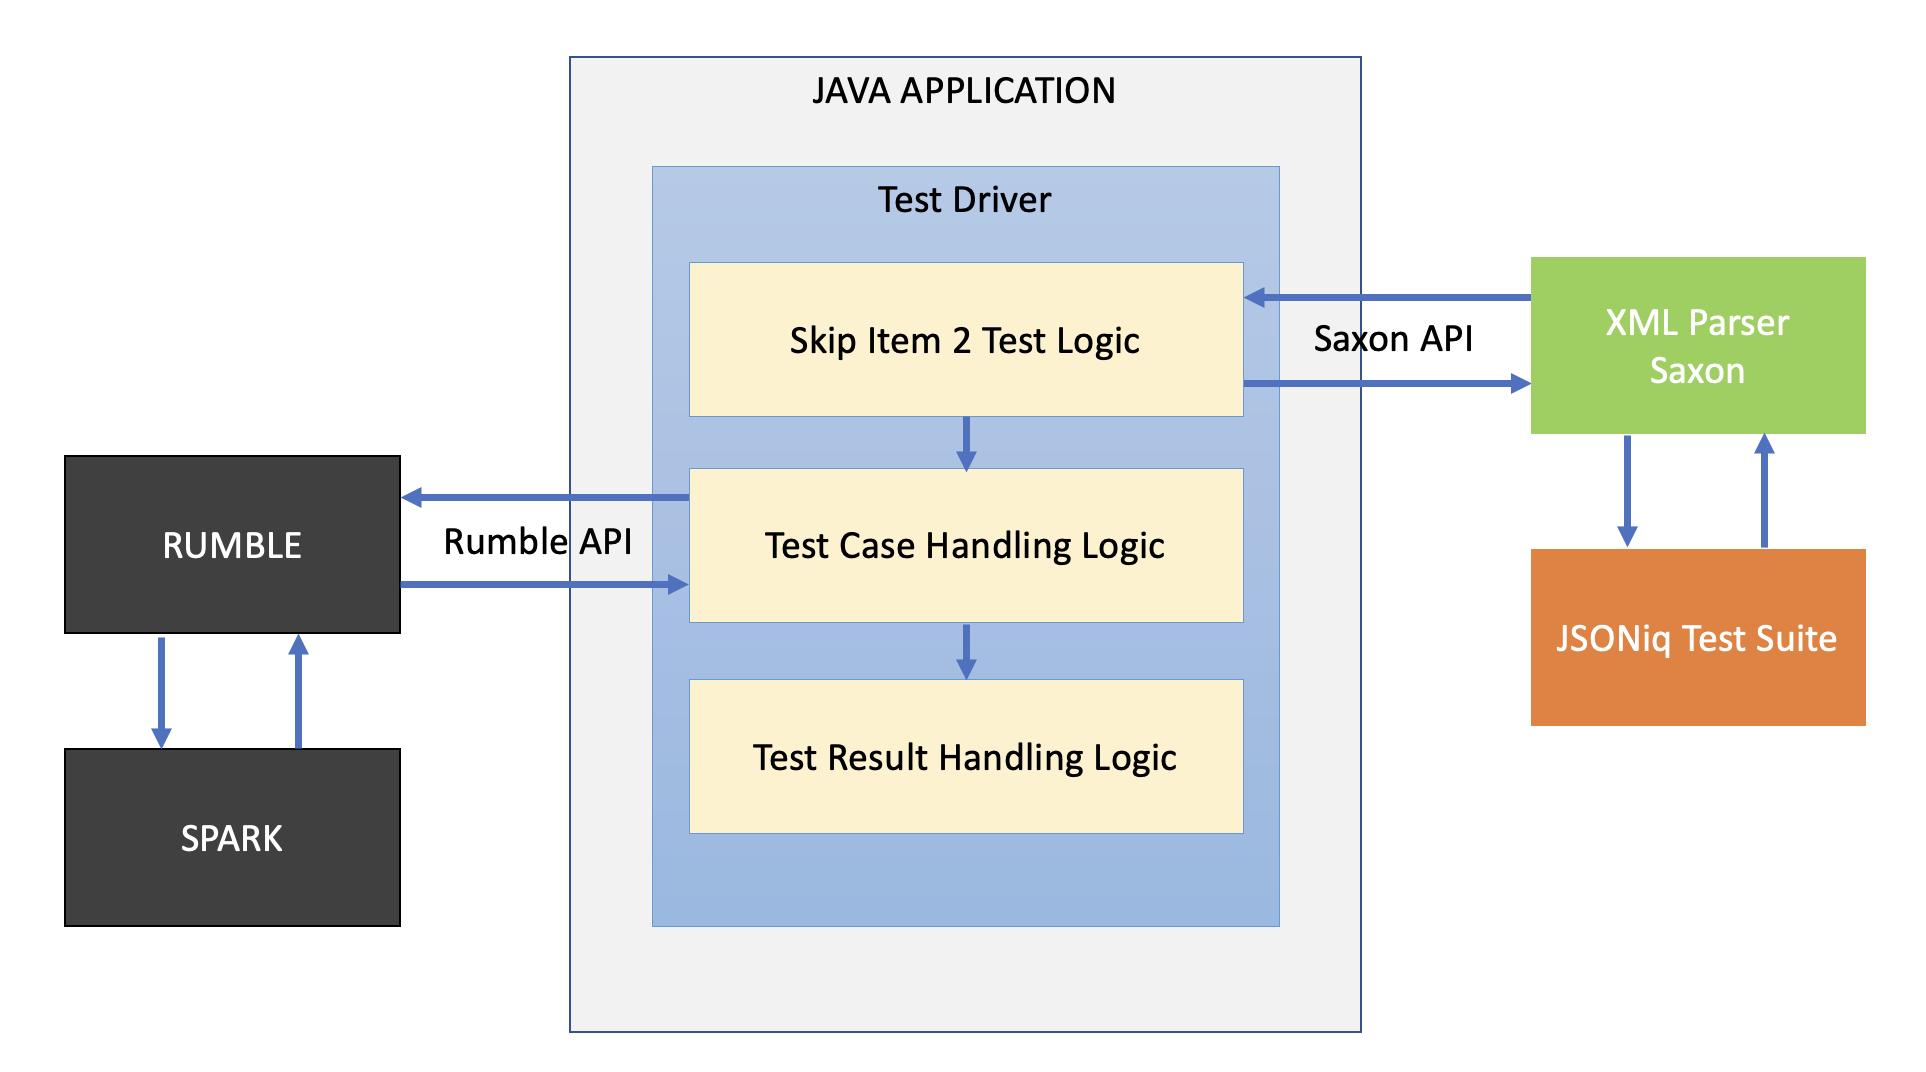 JAVA APPLICATION
Test Driver
Skip Item 2 Test Logic
Saxon API
XML Parser
Saxon
RUMBLE
Rumble API
Test Case Handling Logic
JSONiq Test Suite
Test Result Handling Logic
SPARK